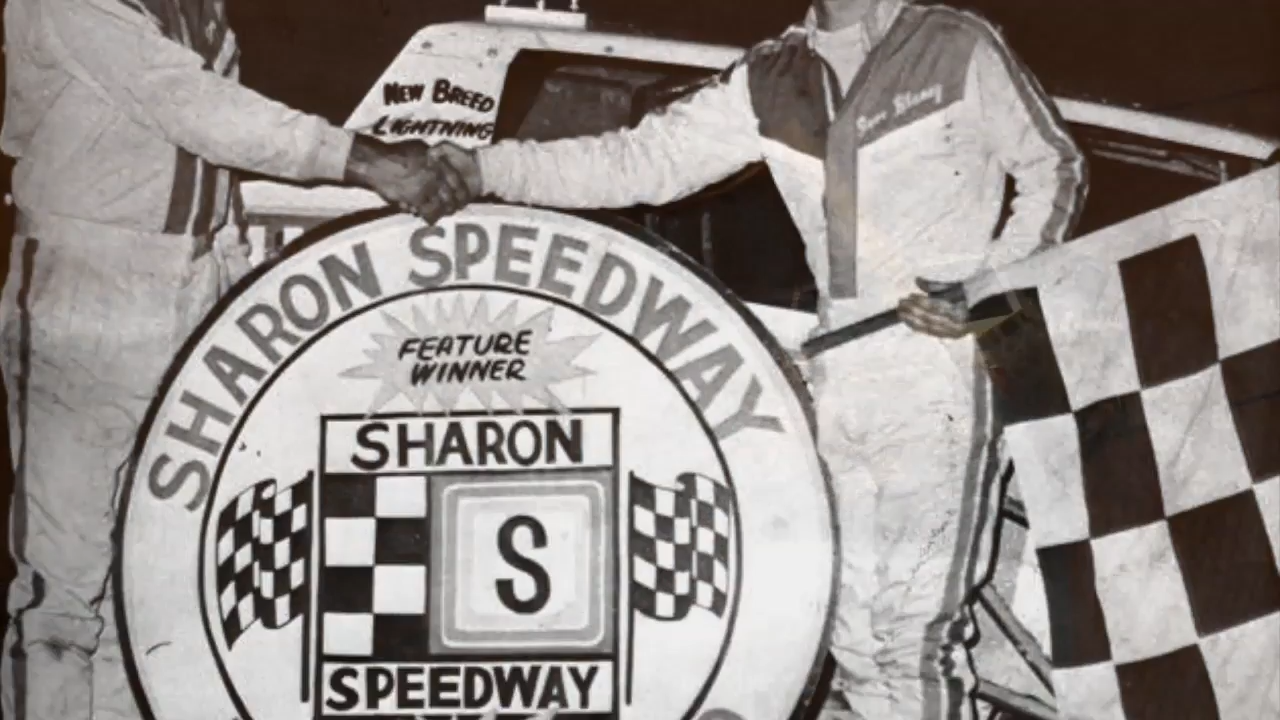 NEW BREED
LIGHTNING
SHARON SPEEDWAY
FEATURE
WINNER
SHARON
S
SPEEDWAY